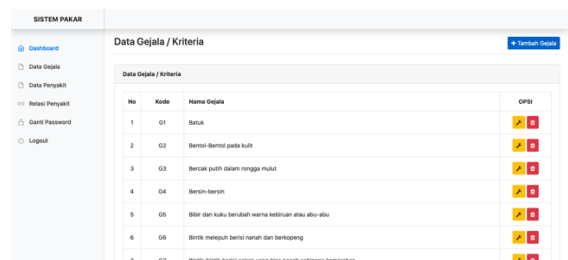 SISTEM PAKAR
Dashboard
Data Gejala
Data Penyakit
Relasi Penyakit
Ganti Password
Logout
Data Gejala / Kriteria
+ Tambah Gejala
Data Gejala / Kriteria
No Kode Nama Gejala OPSI
1 G1 Batuk
2 G2 Bentol-Bentol pada kulit
3 G3 Bercak putih dalam rongga mulut
4 G4 Bersin-bersin
5 G5 Bibir dan kuku berubah warna kebiruan atau abu-abu
6 G6 Bintik melepuh berisi nanah dan berkopeng